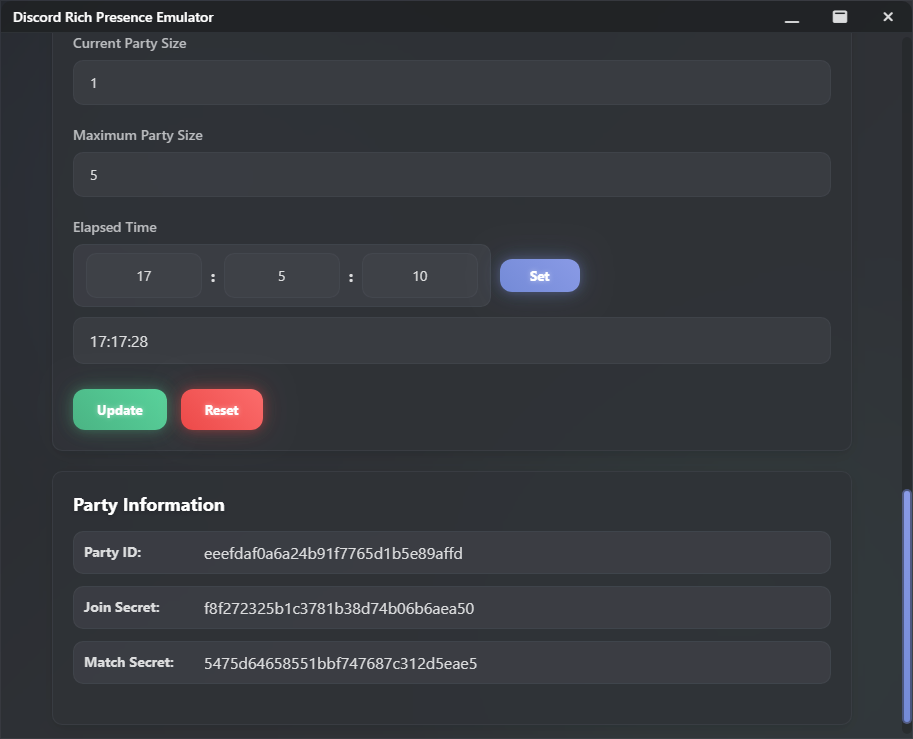 Discord Rich Presence Emulator
Current Party Size
1
Maximum Party Size
5
Elapsed Time
17 : 5 : 10 Set
17:17:28
Update Reset
Party Information
Party ID: eeefdaf0a6a24b91f7765d1b5e89affd
Join Secret: f8f272325b1c3781b38d74b06b6aea50
Match Secret: 5475d64658551bbf747687c312d5eae5